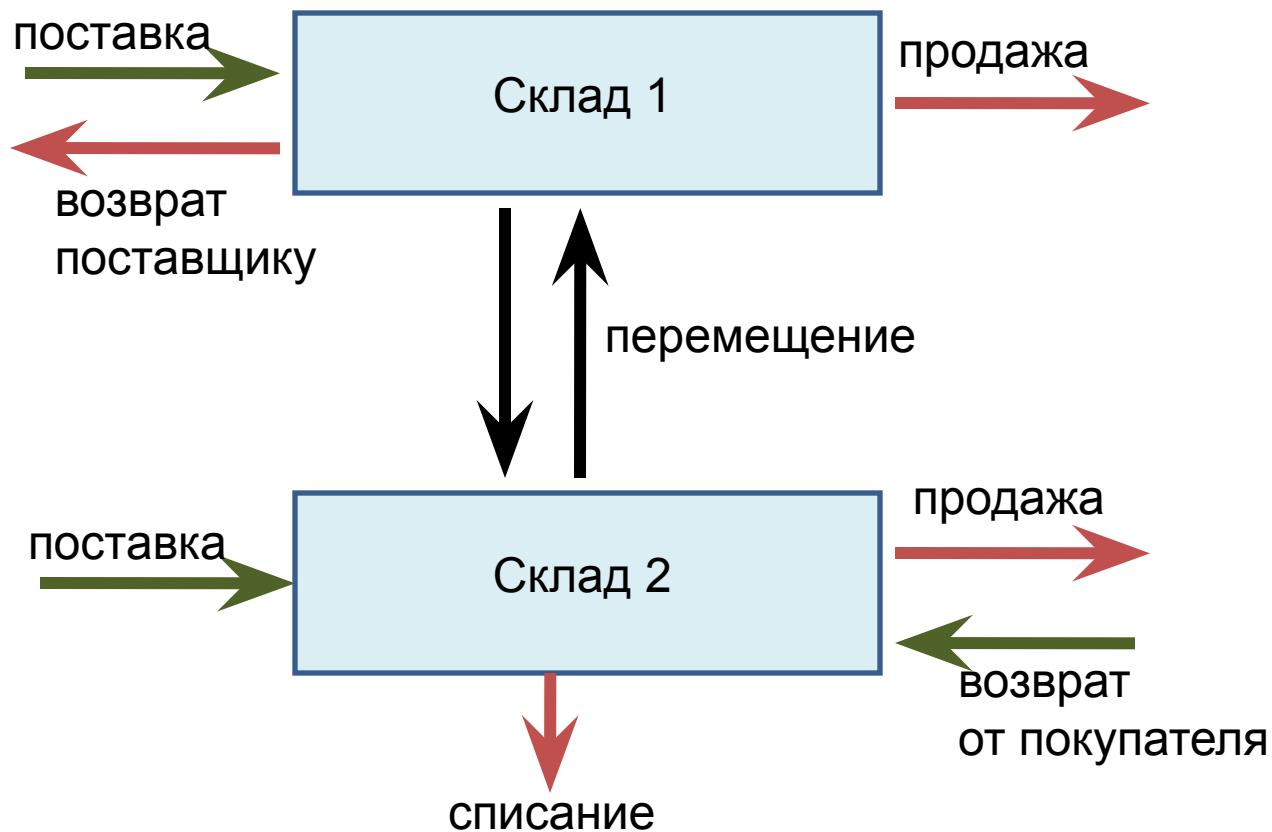 поставка
Склад 1
продажа
возврат
поставщику
перемещение
поставка
Склад 2
продажа
возврат
от покупателя
списание